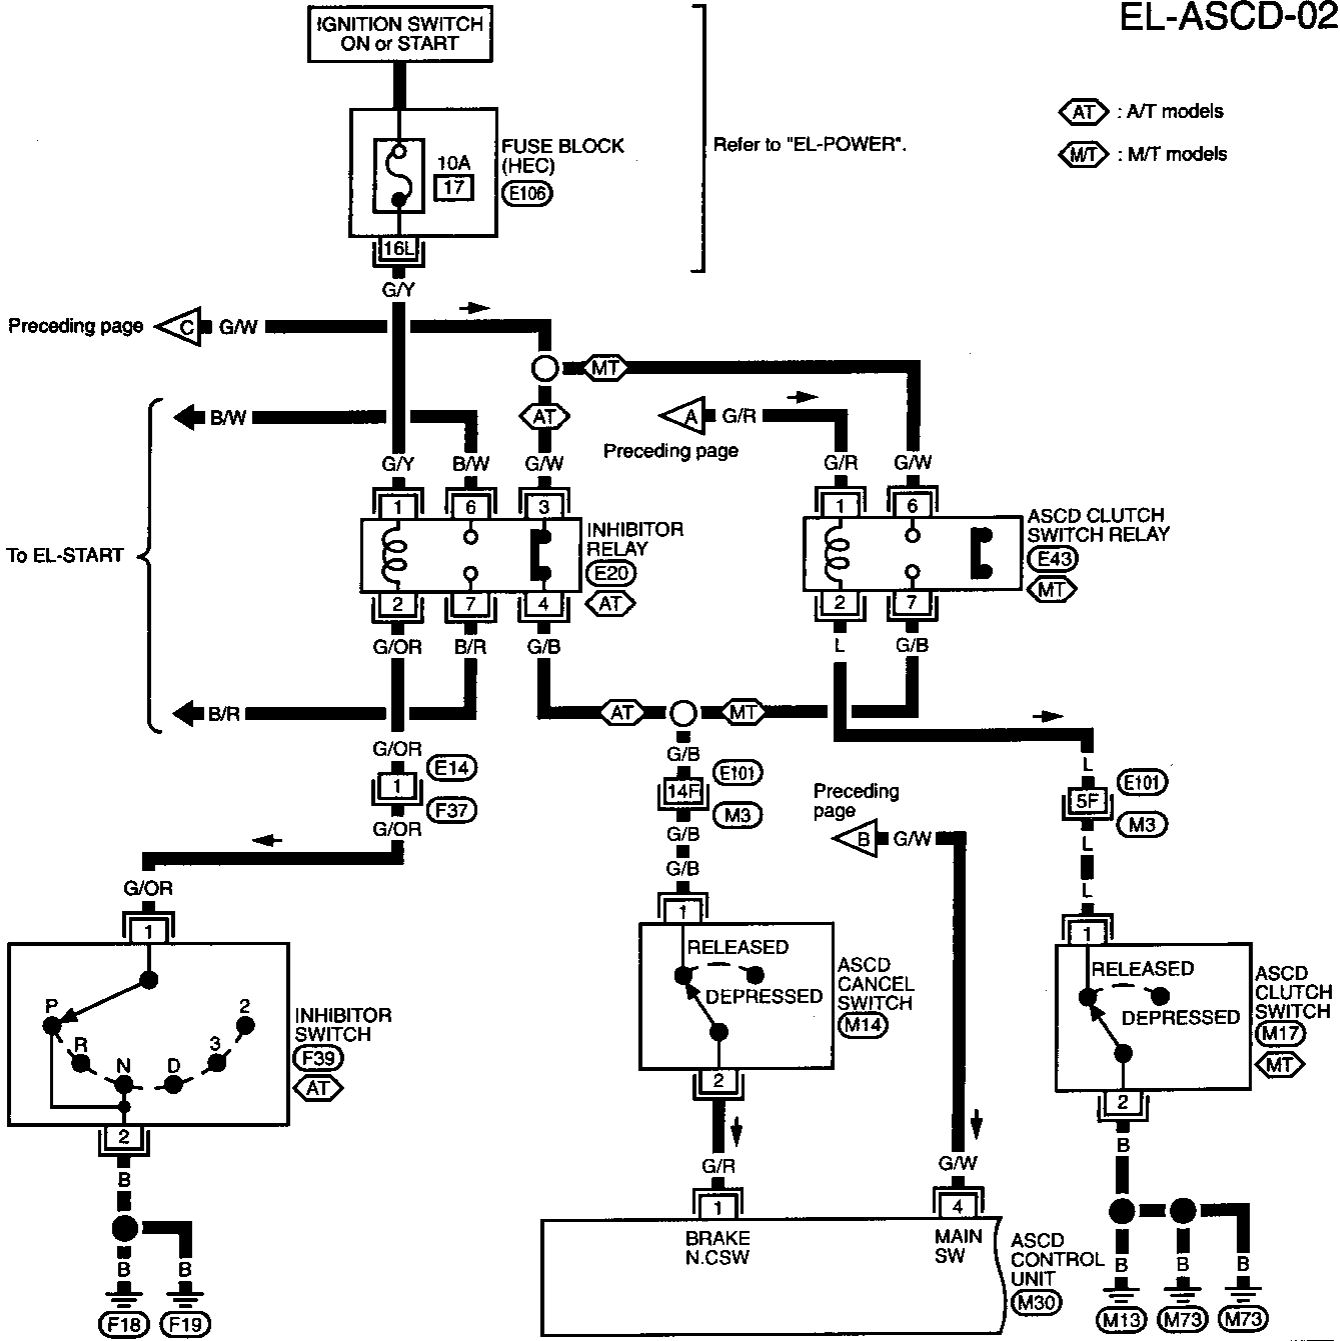 EL-ASCD-02
IGNITION SWITCH
ON or START
AT : A/T models
M/T : M/T models
FUSE BLOCK
(HEC)
E106
10A
17
Refer to "EL-POWER".
16L
G/Y
Preceding page
C
G/W
MT
B/W
AT
A
G/R
Preceding page
G/Y
B/W
G/W
G/R
G/W
1
6
3
1
6
INHIBITOR
RELAY
E20
AT
ASCD CLUTCH
SWITCH RELAY
E43
MT
To EL-START
2
7
4
2
7
G/OR
B/R
G/B
L
G/B
B/R
AT
MT
G/OR
E14
1
F37
G/OR
G/B
E101
14F
M3
G/B
G/B
Preceding
page
B
G/W
L
E101
5F
M3
L
L
G/OR
1
1
1
P
R
N
D
3
2
INHIBITOR
SWITCH
F39
AT
RELEASED
DEPRESSED
ASCD
CANCEL
SWITCH
M14
RELEASED
DEPRESSED
ASCD
CLUTCH
SWITCH
M17
MT
2
2
2
B
G/R
G/W
B
1
4
BRAKE
N.CSW
MAIN
SW
ASCD
CONTROL
UNIT
M30
B
B
B
B
B
F18
F19
M13
M73
M73